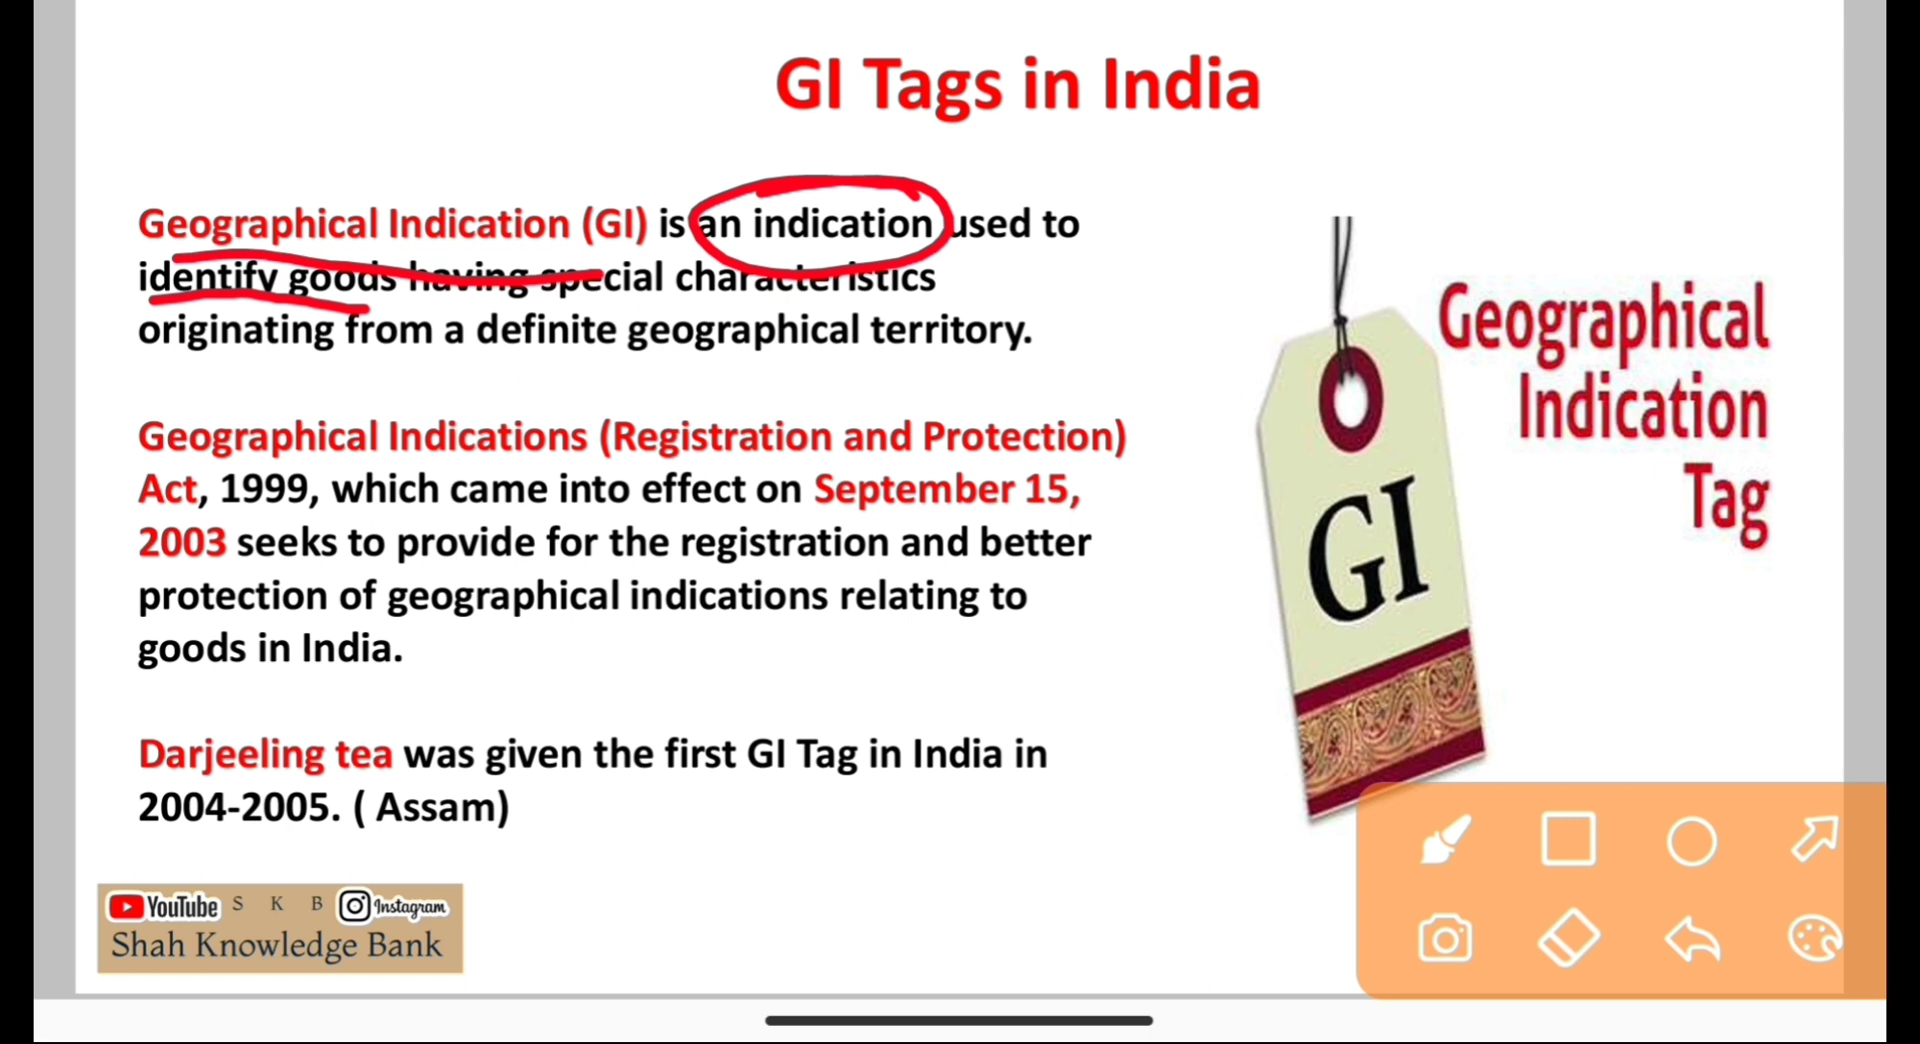 GI Tags in India
Geographical Indication (GI) is an indication used to
identify goods having special characteristics
originating from a definite geographical territory.
Geographical Indications (Registration and Protection)
Act, 1999, which came into effect on September 15,
2003 seeks to provide for the registration and better
protection of geographical indications relating to
goods in India.
Darjeeling tea was given the first GI Tag in India in
2004-2005. ( Assam)
Geographical
Indication
Tag
GI
YouTube S K B Instagram
Shah Knowledge Bank